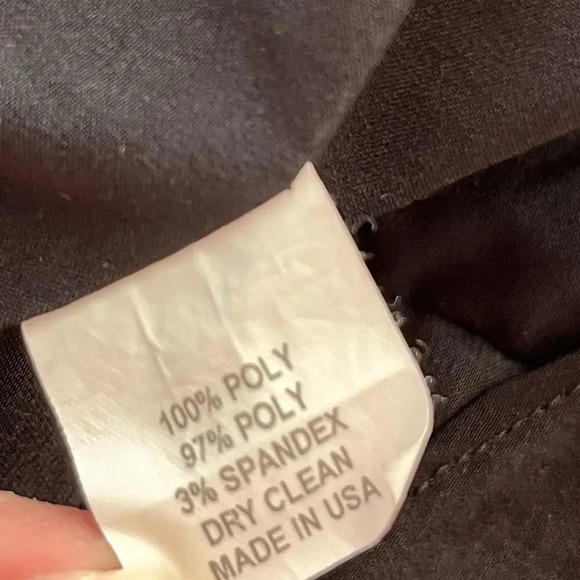 100% POLY
97% POLY
3% SPANDEX
DRY CLEAN
MADE IN USA